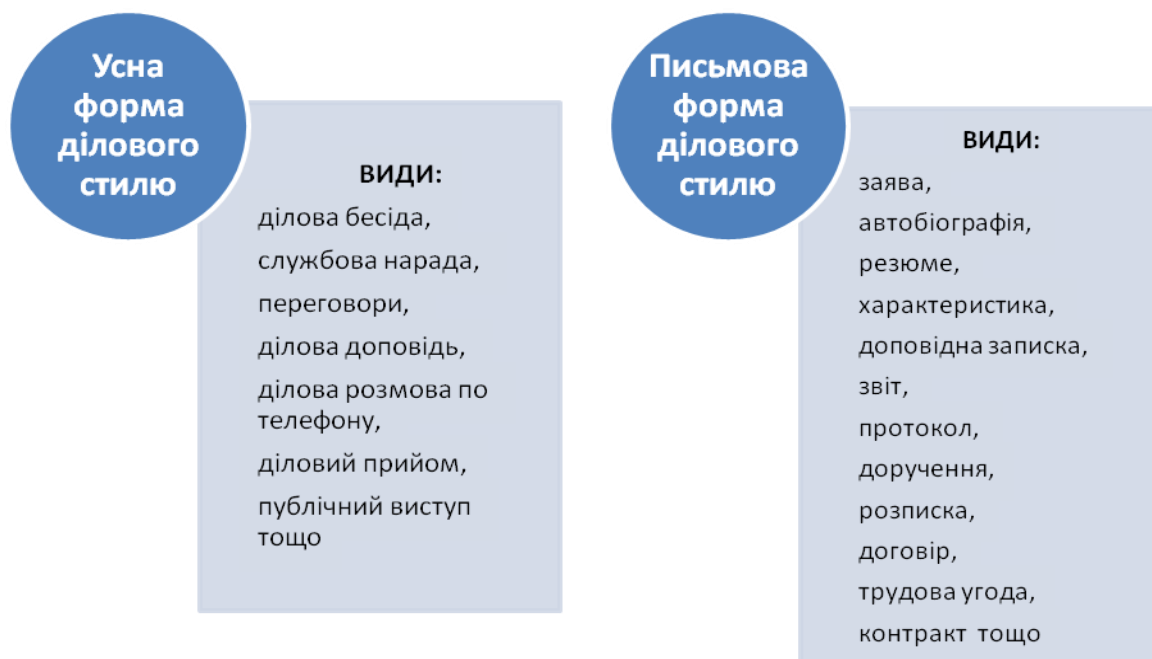 Усна
форма
ділового
стилю
ВИДИ:
ділова бесіда,
службова нарада,
переговори,
ділова доповідь,
ділова розмова по
телефону,
діловий прийом,
публічний виступ
тощо
Письмова
форма
ділового
стилю
ВИДИ:
заява,
автобіографія,
резюме,
характеристика,
доповідна записка,
звіт,
протокол,
доручення,
розписка,
договір,
трудова угода,
контракт тощо